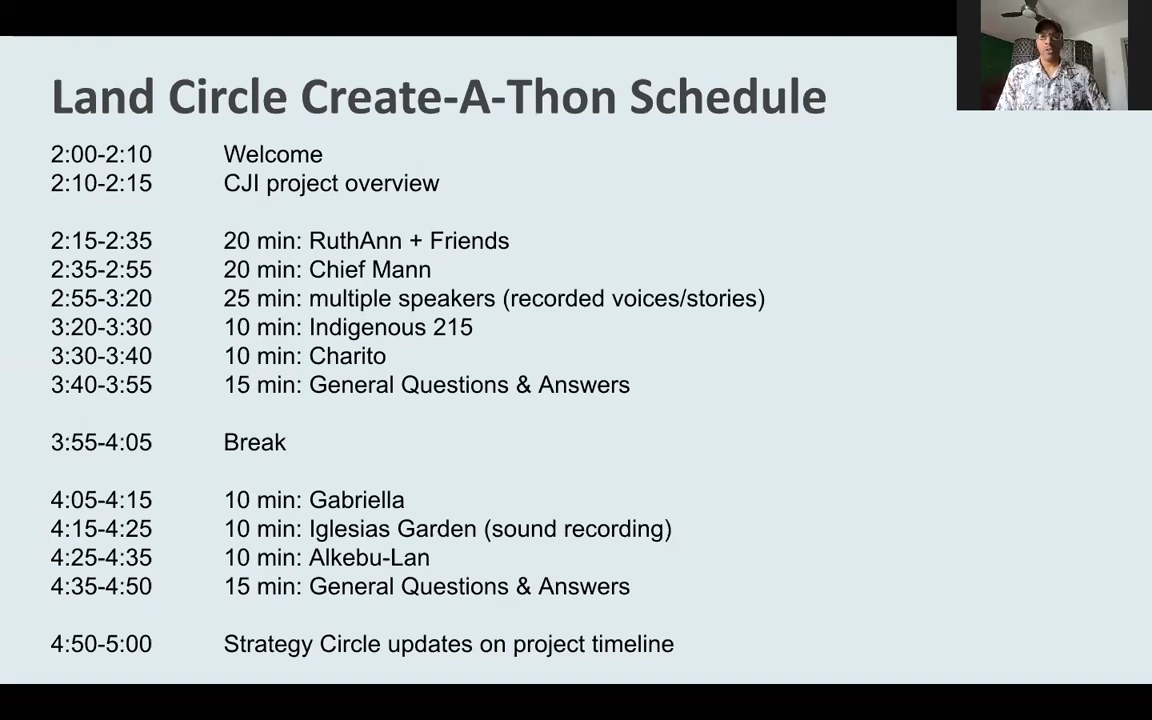 Land Circle Create-A-Thon Schedule
2:00-2:10 Welcome
2:10-2:15 CJI project overview
2:15-2:35 20 min: RuthAnn + Friends
2:35-2:55 20 min: Chief Mann
2:55-3:20 25 min: multiple speakers (recorded voices/stories)
3:20-3:30 10 min: Indigenous 215
3:30-3:40 10 min: Charito
3:40-3:55 15 min: General Questions & Answers
3:55-4:05 Break
4:05-4:15 10 min: Gabriella
4:15-4:25 10 min: Iglesias Garden (sound recording)
4:25-4:35 10 min: Alkebu-Lan
4:35-4:50 15 min: General Questions & Answers
4:50-5:00 Strategy Circle updates on project timeline